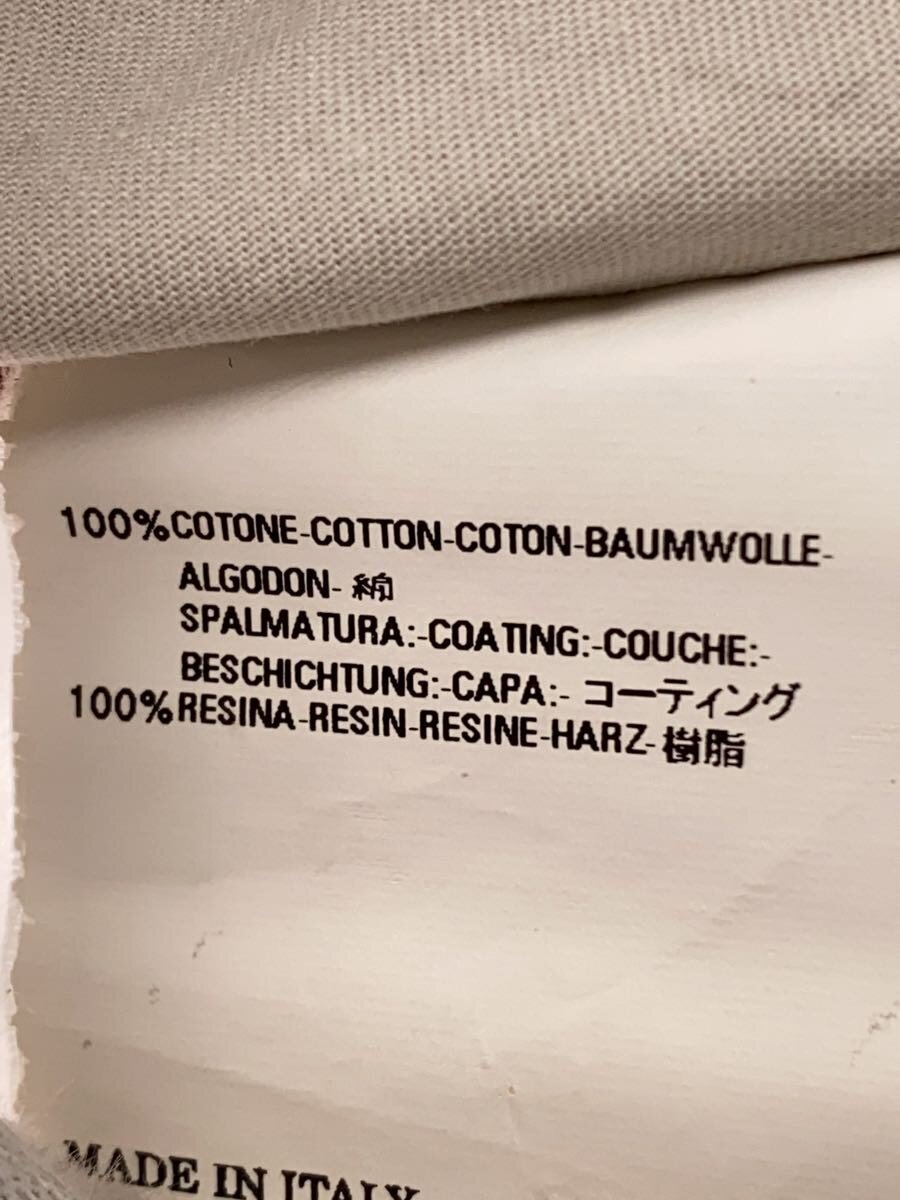 100%COTONE-COTTON-COTON-BAUMWOLLE-
ALGODON- 綿
SPALMATURA:-COATING:-COUCHE:-
BESCHICHTUNG:-CAPA:- コーティング
100%RESINA-RESIN-RESINE-HARZ-樹脂
MADE IN ITALY